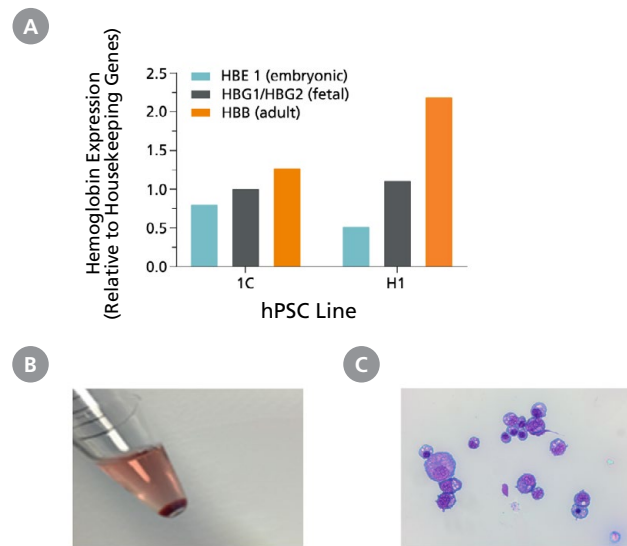 A
Hemoglobin Expression
(Relative to Housekeeping Genes)
2.5
2.0
1.5
1.0
0.5
0.0
HBE 1 (embryonic)
HBG1/HBG2 (fetal)
HBB (adult)
1C
H1
hPSC Line
B
C